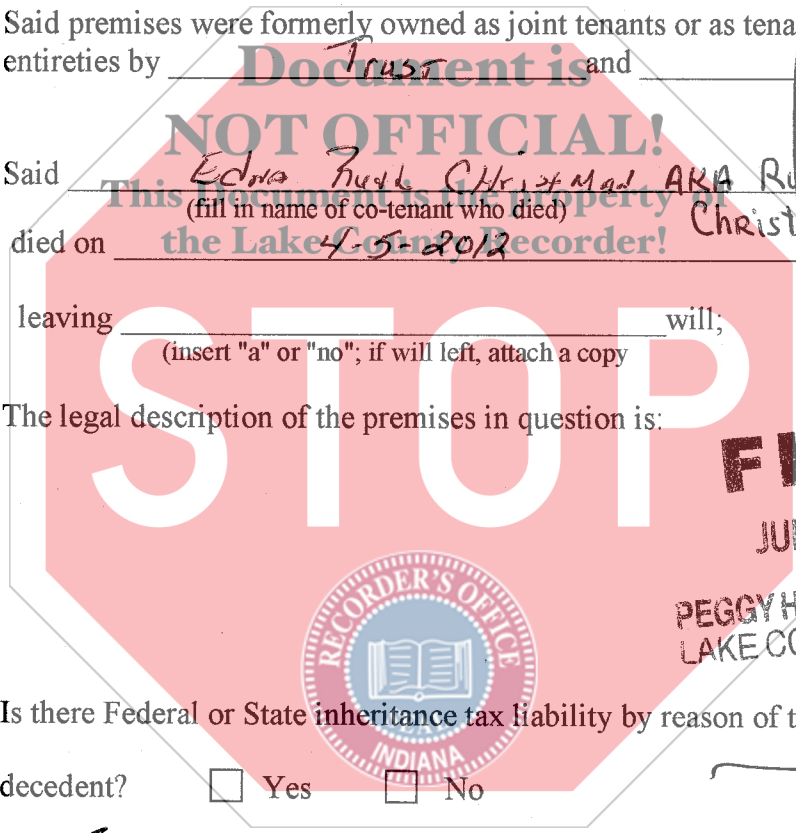 Said premises were formerly owned as joint tenants or as tena
entireties by Trust and
Document is
NOT OFFICIAL!
Said Edna Ruth Christman AKA Ru
This Document is the property of
(fill in name of co-tenant who died) Christ
died on 4-5-2012
the Lake County Recorder!
leaving will;
(insert "a" or "no"; if will left, attach a copy
STOP
The legal description of the premises in question is:
FI
JU
PEGGY H
LAKE CO
RECORDER'S OFFICE
INDIANA
Is there Federal or State inheritance tax liability by reason of t
decedent? Yes No